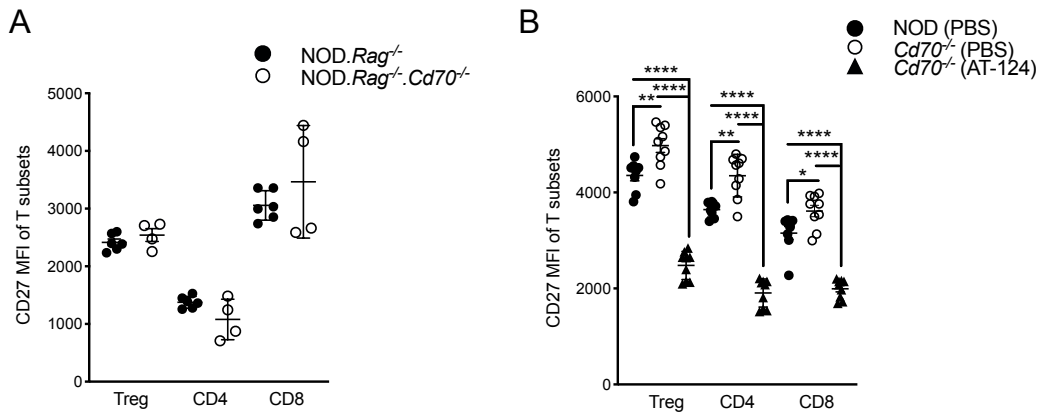 A
NOD.Rag-/-
NOD.Rag-/-.Cd70-/-
CD27 MFI of T subsets
5000
4000
3000
2000
1000
0
Treg CD4 CD8
B
NOD (PBS)
Cd70-/- (PBS)
Cd70-/- (AT-124)
CD27 MFI of T subsets
6000
4000
2000
0
****
****
**
****
****
**
****
****
*
Treg CD4 CD8